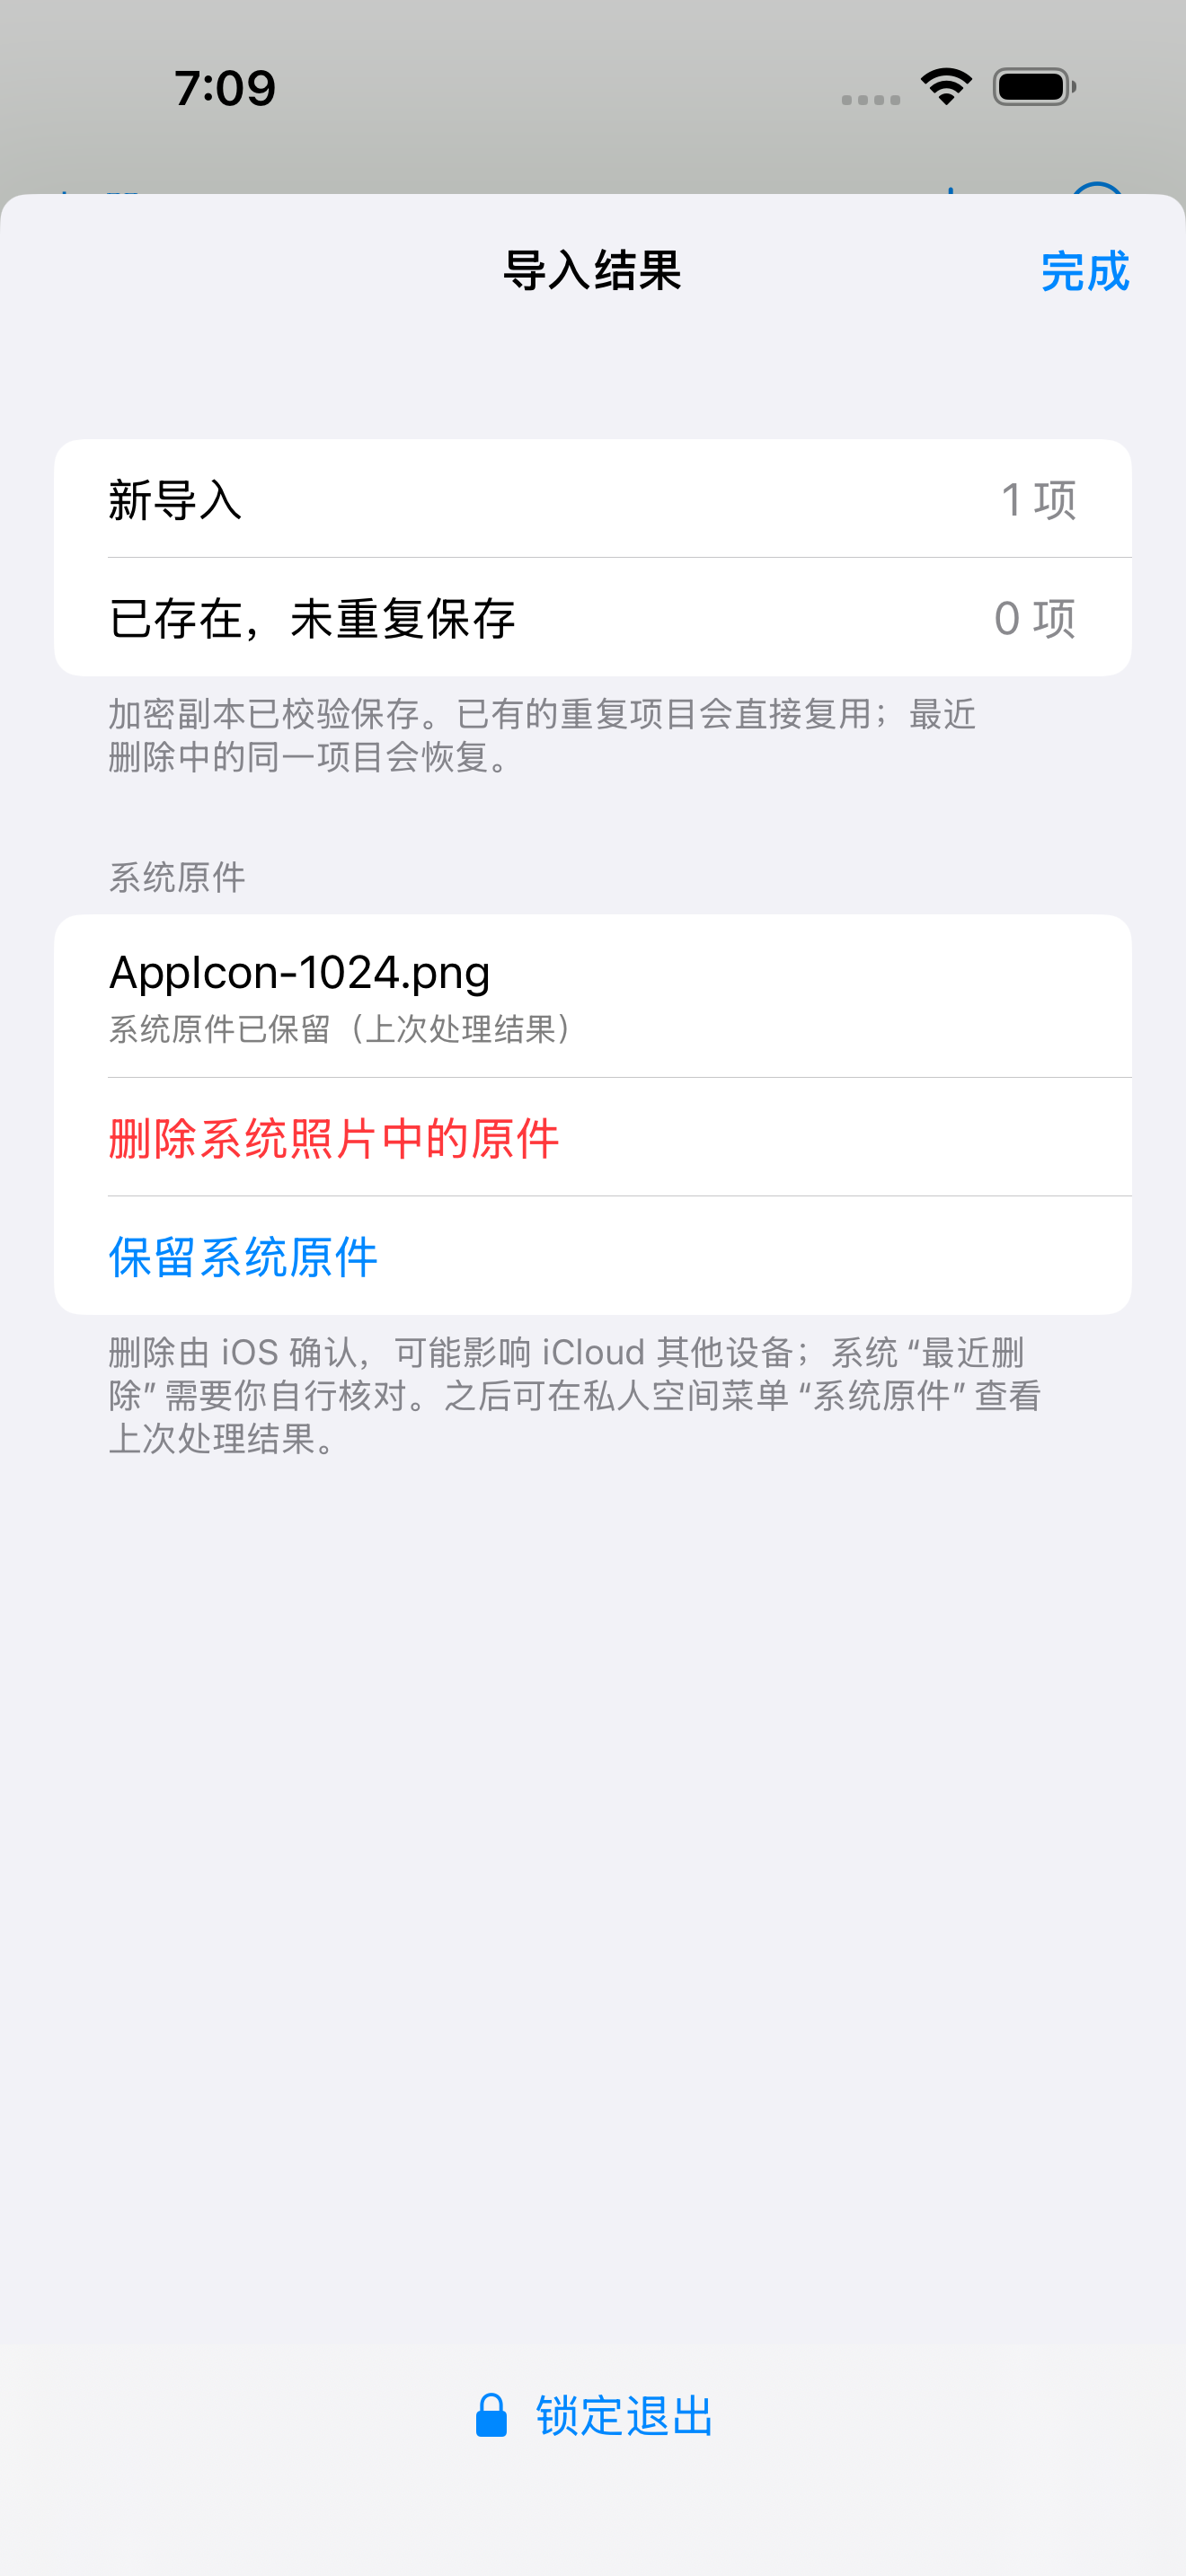 7:09
导入结果
完成
新导入
1 项
已存在，未重复保存
0 项
加密副本已校验保存。已有的重复项目会直接复用；最近
删除中的同一项目会恢复。
系统原件
AppIcon-1024.png
系统原件已保留（上次处理结果）
删除系统照片中的原件
保留系统原件
删除由 iOS 确认，可能影响 iCloud 其他设备；系统 “最近删
除” 需要你自行核对。之后可在私人空间菜单 “系统原件” 查看
上次处理结果。
锁定退出